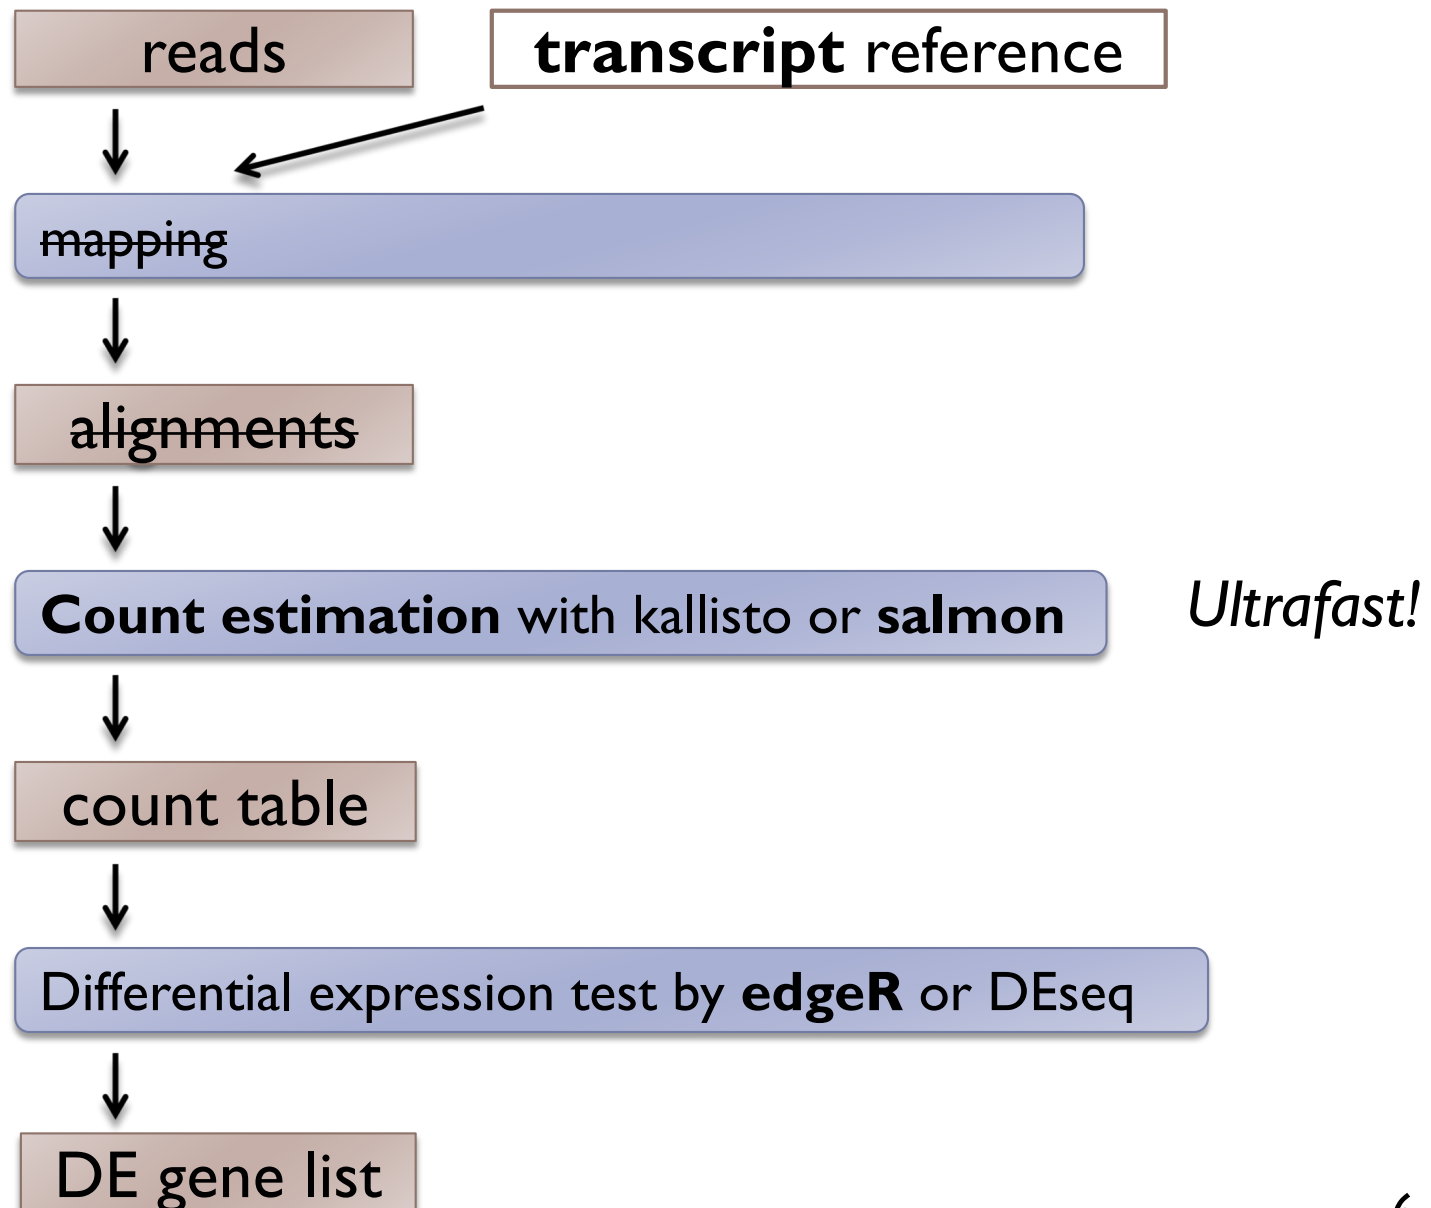 reads
transcript reference
mapping
alignments
Count estimation with kallisto or salmon
Ultrafast!
count table
Differential expression test by edgeR or DEseq
DE gene list